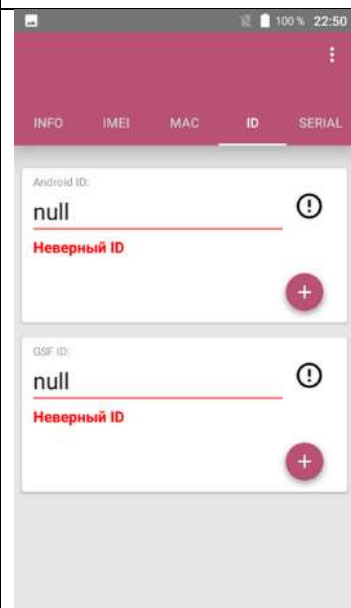 100 % 22:50
INFO IMEI MAC ID SERIAL
Android ID:
null
Неверный ID
GSF ID:
null
Неверный ID